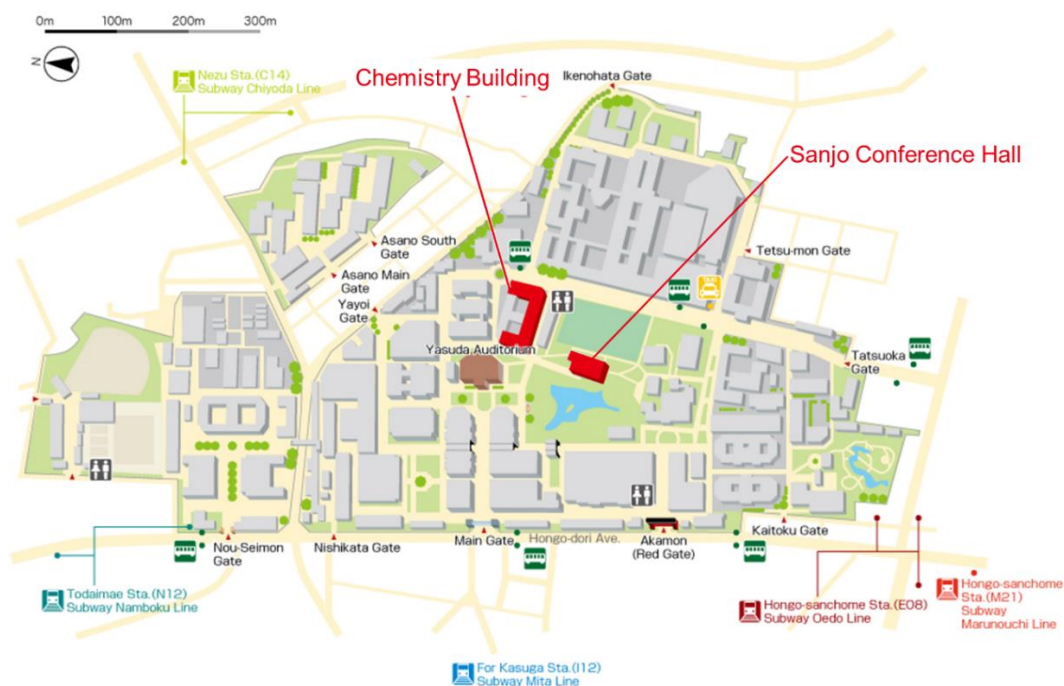 0m 100m 200m 300m
N
Nezu Sta.(C14)
Subway Chiyoda Line
Chemistry Building
Ikenohata Gate
Sanjo Conference Hall
Asano South
Gate
Asano Main
Gate
Yayoi
Gate
Tetsu-mon Gate
TAXI
Yasuda Auditorium
Tatsuoka
Gate
Nou-Seimon
Gate
Nishikata Gate
Main Gate
Hongo-dori Ave.
Akamon
(Red Gate)
Kaitoku Gate
Todaimae Sta.(N12)
Subway Namboku Line
Hongo-sanchome Sta.(E08)
Subway Oedo Line
Hongo-sanchome
Sta.(M21)
Subway
Marunouchi Line
For Kasuga Sta.(I12)
Subway Mita Line